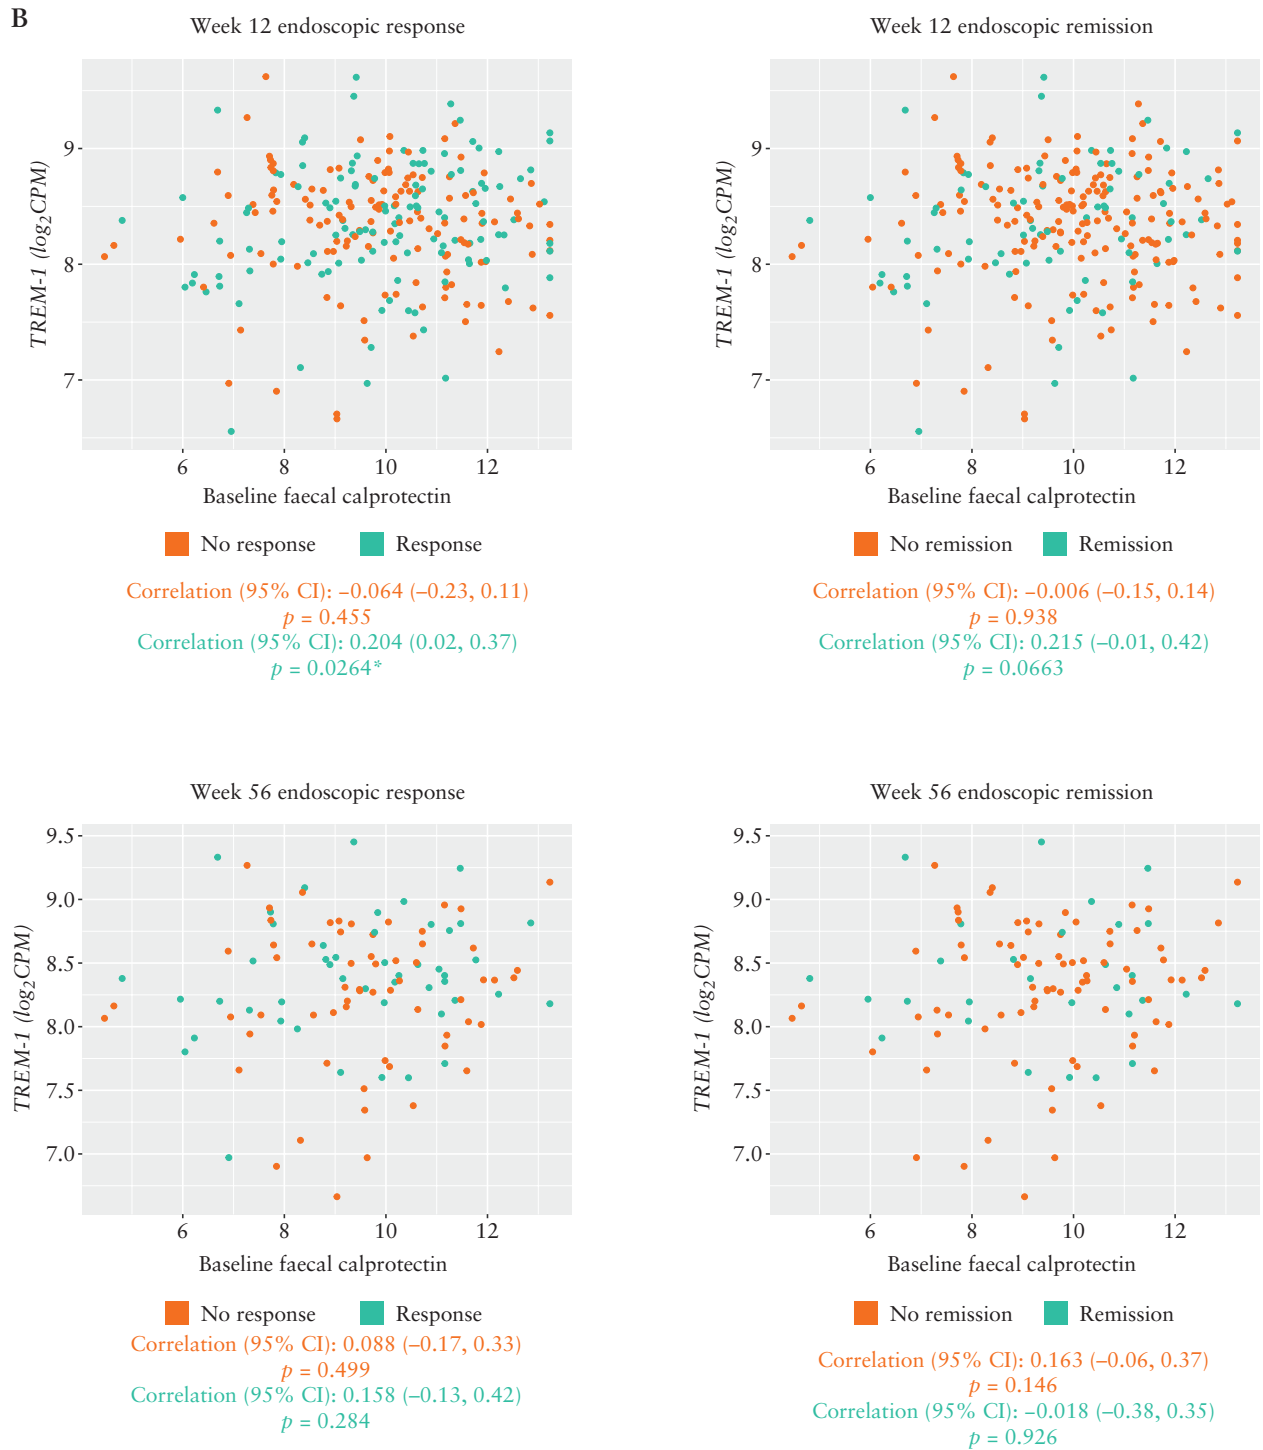 B
Week 12 endoscopic response
9
8
7
TREM-1 (log2CPM)
6 8 10 12
Baseline faecal calprotectin
No response Response
Correlation (95% CI): −0.064 (−0.23, 0.11)
p = 0.455
Correlation (95% CI): 0.204 (0.02, 0.37)
p = 0.0264*
Week 12 endoscopic remission
9
8
7
TREM-1 (log2CPM)
6 8 10 12
Baseline faecal calprotectin
No remission Remission
Correlation (95% CI): −0.006 (−0.15, 0.14)
p = 0.938
Correlation (95% CI): 0.215 (−0.01, 0.42)
p = 0.0663
Week 56 endoscopic response
9.5
9.0
8.5
8.0
7.5
7.0
TREM-1 (log2CPM)
6 8 10 12
Baseline faecal calprotectin
No response Response
Correlation (95% CI): 0.088 (−0.17, 0.33)
p = 0.499
Correlation (95% CI): 0.158 (−0.13, 0.42)
p = 0.284
Week 56 endoscopic remission
9.5
9.0
8.5
8.0
7.5
7.0
TREM-1 (log2CPM)
6 8 10 12
Baseline faecal calprotectin
No remission Remission
Correlation (95% CI): 0.163 (−0.06, 0.37)
p = 0.146
Correlation (95% CI): −0.018 (−0.38, 0.35)
p = 0.926